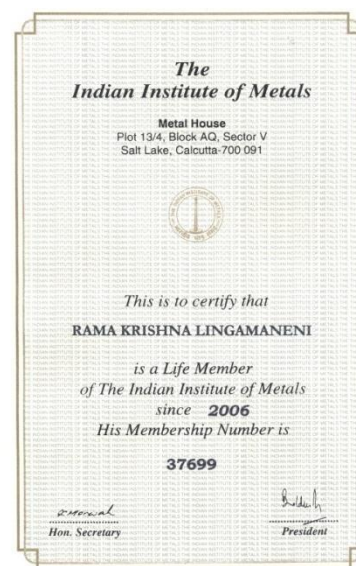 The
Indian Institute of Metals
Metal House
Plot 13/4, Block AQ, Sector V
Salt Lake, Calcutta-700 091
This is to certify that
RAMA KRISHNA LINGAMANENI
is a Life Member
of The Indian Institute of Metals
since 2006
His Membership Number is
37699
Hon. Secretary
President